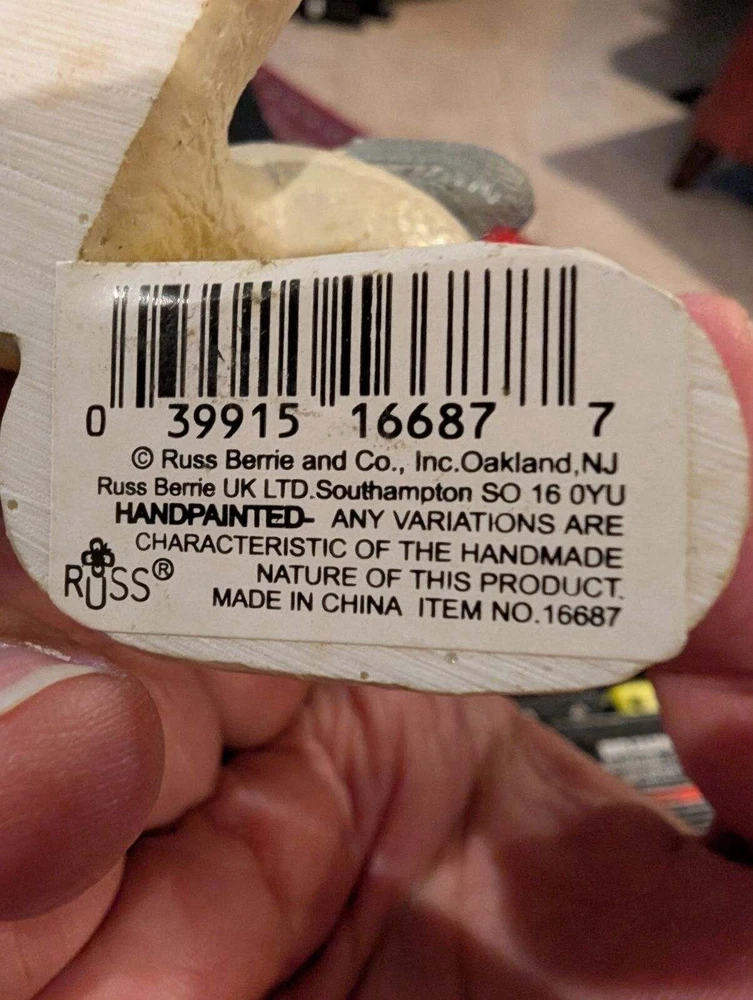 0 39915 16687 7
© Russ Berrie and Co., Inc.Oakland,NJ
Russ Berrie UK LTD.Southampton SO 16 0YU
HANDPAINTED- ANY VARIATIONS ARE
CHARACTERISTIC OF THE HANDMADE
NATURE OF THIS PRODUCT.
MADE IN CHINA ITEM NO.16687
RUSS®